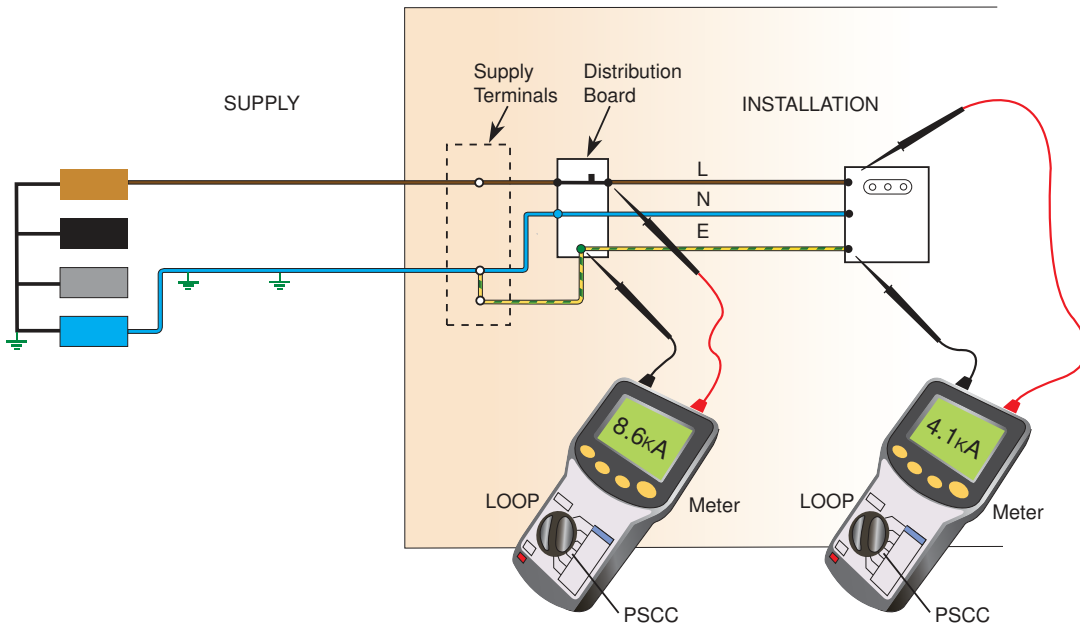 SUPPLY
Supply
Terminals
Distribution
Board
INSTALLATION
L
N
E
8.6KA
4.1KA
LOOP
Meter
LOOP
Meter
PSCC
PSCC